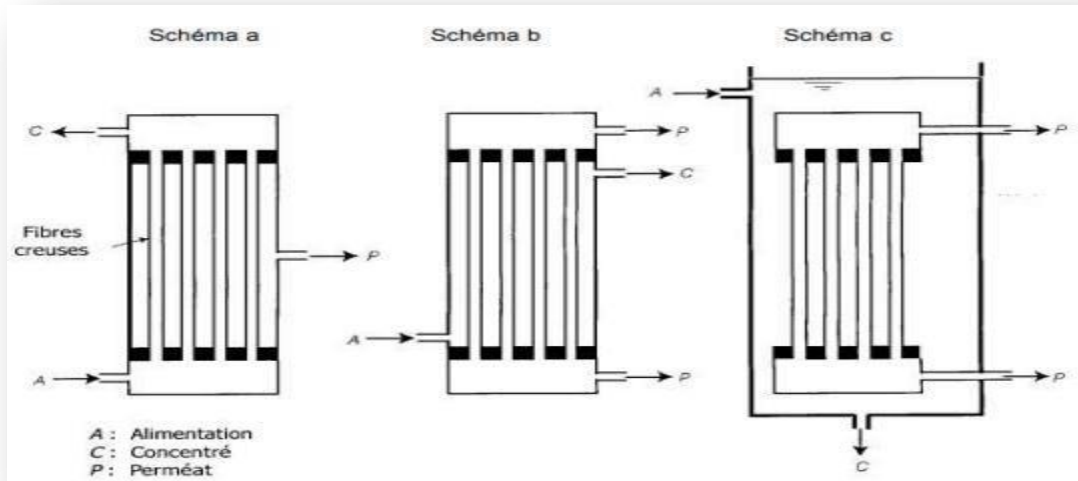 Schéma a
Schéma b
Schéma c
C
Fibres
creuses
P
A
P
C
A
P
A
P
P
C
A : Alimentation
C : Concentré
P : Perméat